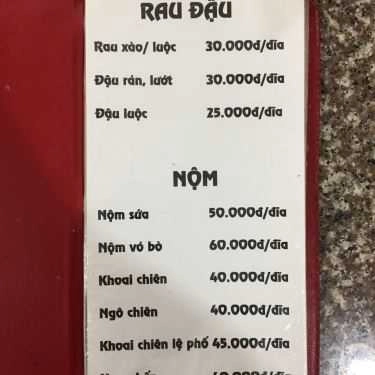 RAU ĐẬU
Rau xào/ luộc 30.000đ/đĩa
Đậu rán, lướt 30.000đ/đĩa
Đậu luộc 25.000đ/đĩa
NỘM
Nộm sứa 50.000đ/đĩa
Nộm vó bò 60.000đ/đĩa
Khoai chiên 40.000đ/đĩa
Ngô chiên 40.000đ/đĩa
Khoai chiên lệ phố 45.000đ/đĩa